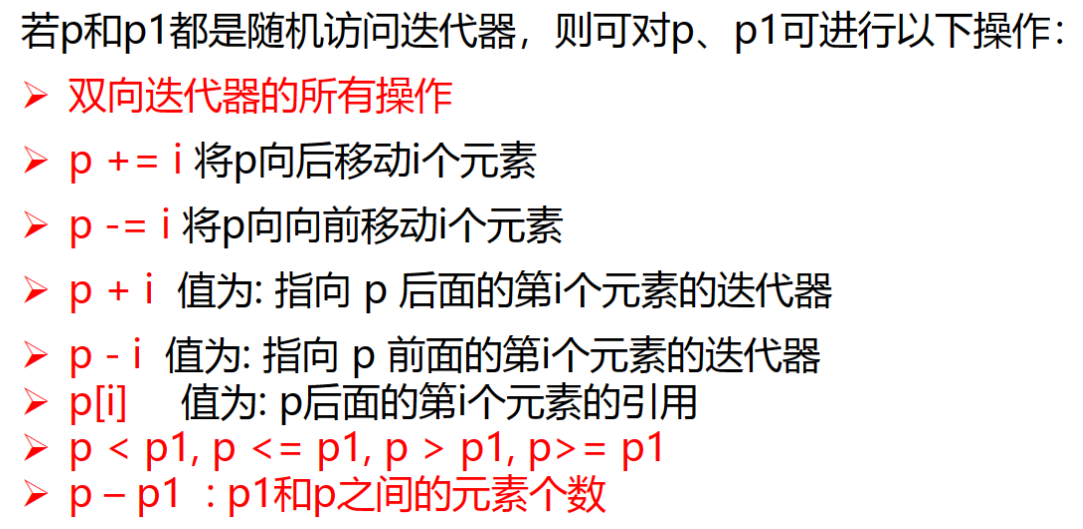 若p和p1都是随机访问迭代器，则可对p、p1可进行以下操作：
➢ 双向迭代器的所有操作
➢ p += i 将p向后移动i个元素
➢ p -= i 将p向向前移动i个元素
➢ p + i 值为: 指向 p 后面的第i个元素的迭代器
➢ p - i 值为: 指向 p 前面的第i个元素的迭代器
➢ p[i] 值为: p后面的第i个元素的引用
➢ p < p1, p <= p1, p > p1, p>= p1
➢ p – p1 : p1和p之间的元素个数